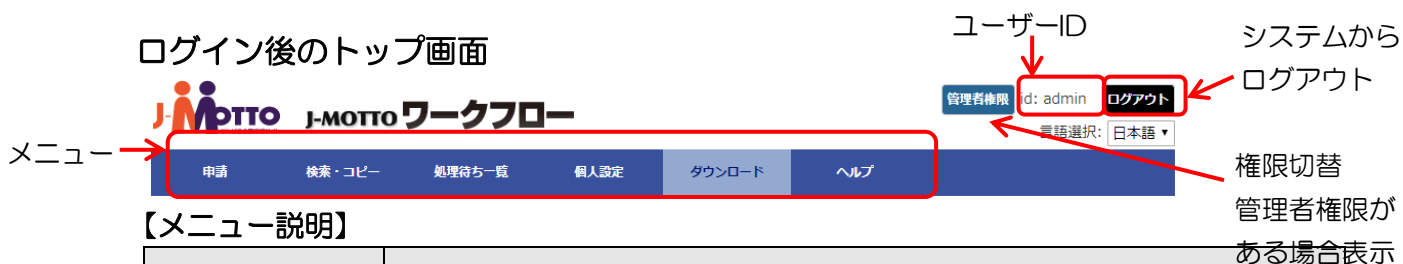 ユーザーID
システムから
ログアウト
ログイン後のトップ画面
J-MOTTO
J-MOTTO ワークフロー
管理者権限 id: admin ログアウト
言語選択: 日本語
メニュー
申請 検索・コピー 処理待ち一覧 個人設定 ダウンロード ヘルプ
権限切替
管理者権限が
ある場合表示
【メニュー説明】